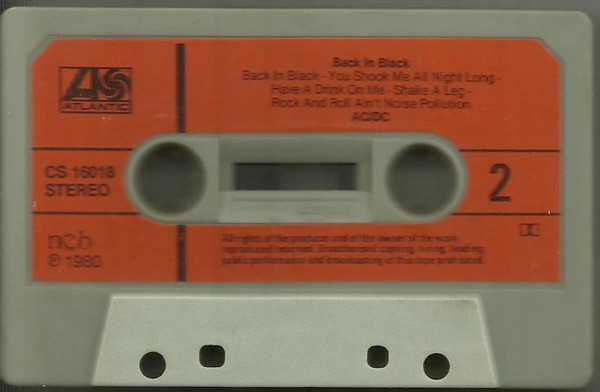 Back In Black
Back In Black - You Shook Me All Night Long -
Have A Drink On Me - Shake A Leg -
Rock And Roll Ain't Noise Pollution
AC/DC
ATLANTIC
CS 16018
STEREO
2
ncb
℗ 1980
All rights of the producer and of the owner of the work
reproduced reserved. Unauthorised copying, hiring, lending
public performance and broadcasting of this tape prohibited.